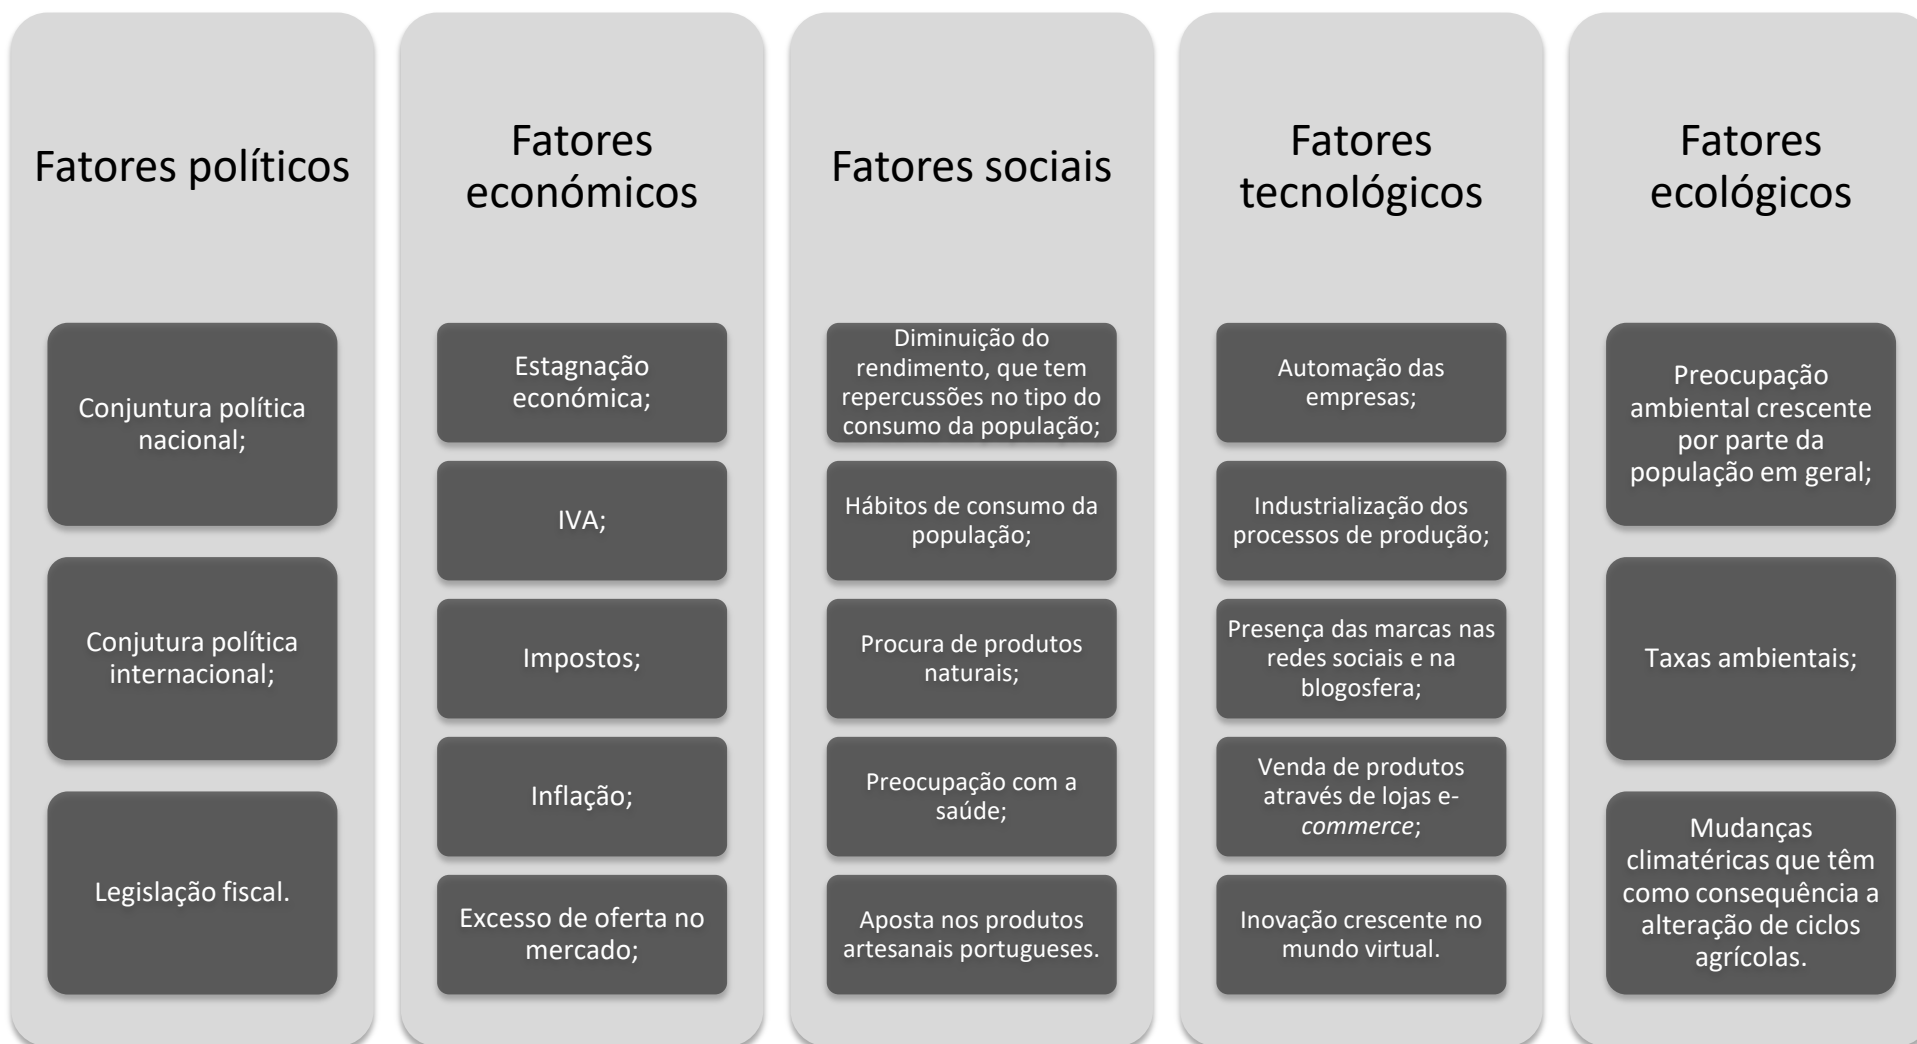 Fatores políticos
Conjuntura política
nacional;
Conjutura política
internacional;
Legislação fiscal.
Fatores
económicos
Estagnação
económica;
IVA;
Impostos;
Inflação;
Excesso de oferta no
mercado;
Fatores sociais
Diminuição do
rendimento, que tem
repercussões no tipo do
consumo da população;
Hábitos de consumo da
população;
Procura de produtos
naturais;
Preocupação com a
saúde;
Aposta nos produtos
artesanais portugueses.
Fatores
tecnológicos
Automação das
empresas;
Industrialização dos
processos de produção;
Presença das marcas nas
redes sociais e na
blogosfera;
Venda de produtos
através de lojas e-
commerce;
Inovação crescente no
mundo virtual.
Fatores
ecológicos
Preocupação
ambiental crescente
por parte da
população em geral;
Taxas ambientais;
Mudanças
climatéricas que têm
como consequência a
alteração de ciclos
agrícolas.